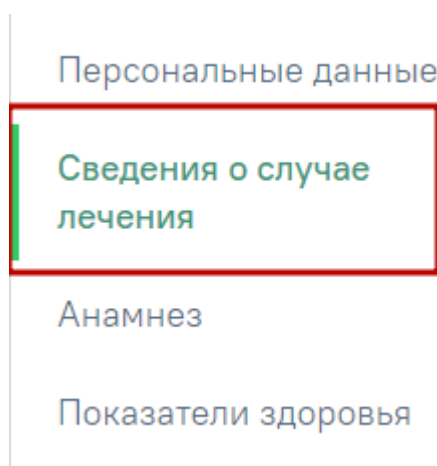 Персональные данные
Сведения о случае
лечения
Анамнез
Показатели здоровья